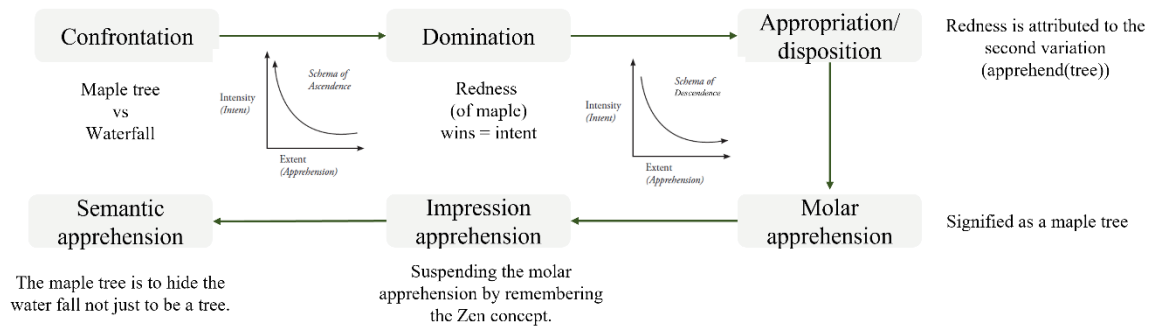 Confrontation
Domination
Appropriation/
disposition
Redness is attributed to the
second variation
(apprehend(tree))
Maple tree
vs
Waterfall
Intensity
(Intent)
Schema of
Ascendence
Extent
(Apprehension)
Redness
(of maple)
wins = intent
Intensity
(Intent)
Schema of
Descendence
Extent
(Apprehension)
Semantic
apprehension
Impression
apprehension
Molar
apprehension
Signified as a maple tree
The maple tree is to hide the
water fall not just to be a tree.
Suspending the molar
apprehension by remembering
the Zen concept.